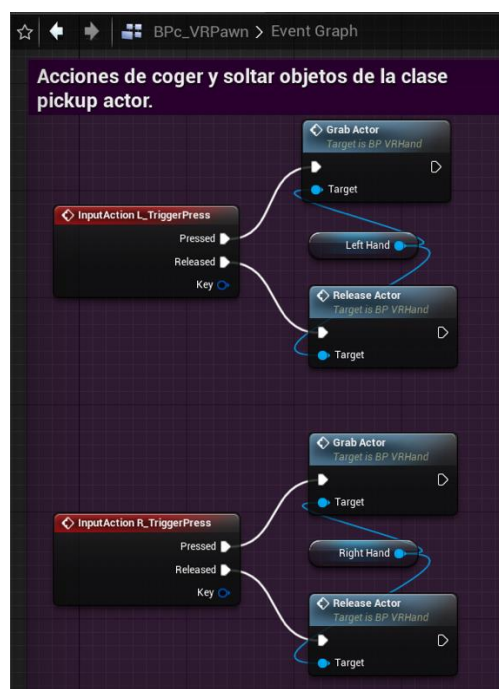 BPc_VRPawn > Event Graph
Acciones de coger y soltar objetos de la clase
pickup actor.
Grab Actor
Target is BP VRHand
Target
InputAction L_TriggerPress
Pressed
Released
Key
Left Hand
Release Actor
Target is BP VRHand
Target
Grab Actor
Target is BP VRHand
Target
InputAction R_TriggerPress
Pressed
Released
Key
Right Hand
Release Actor
Target is BP VRHand
Target